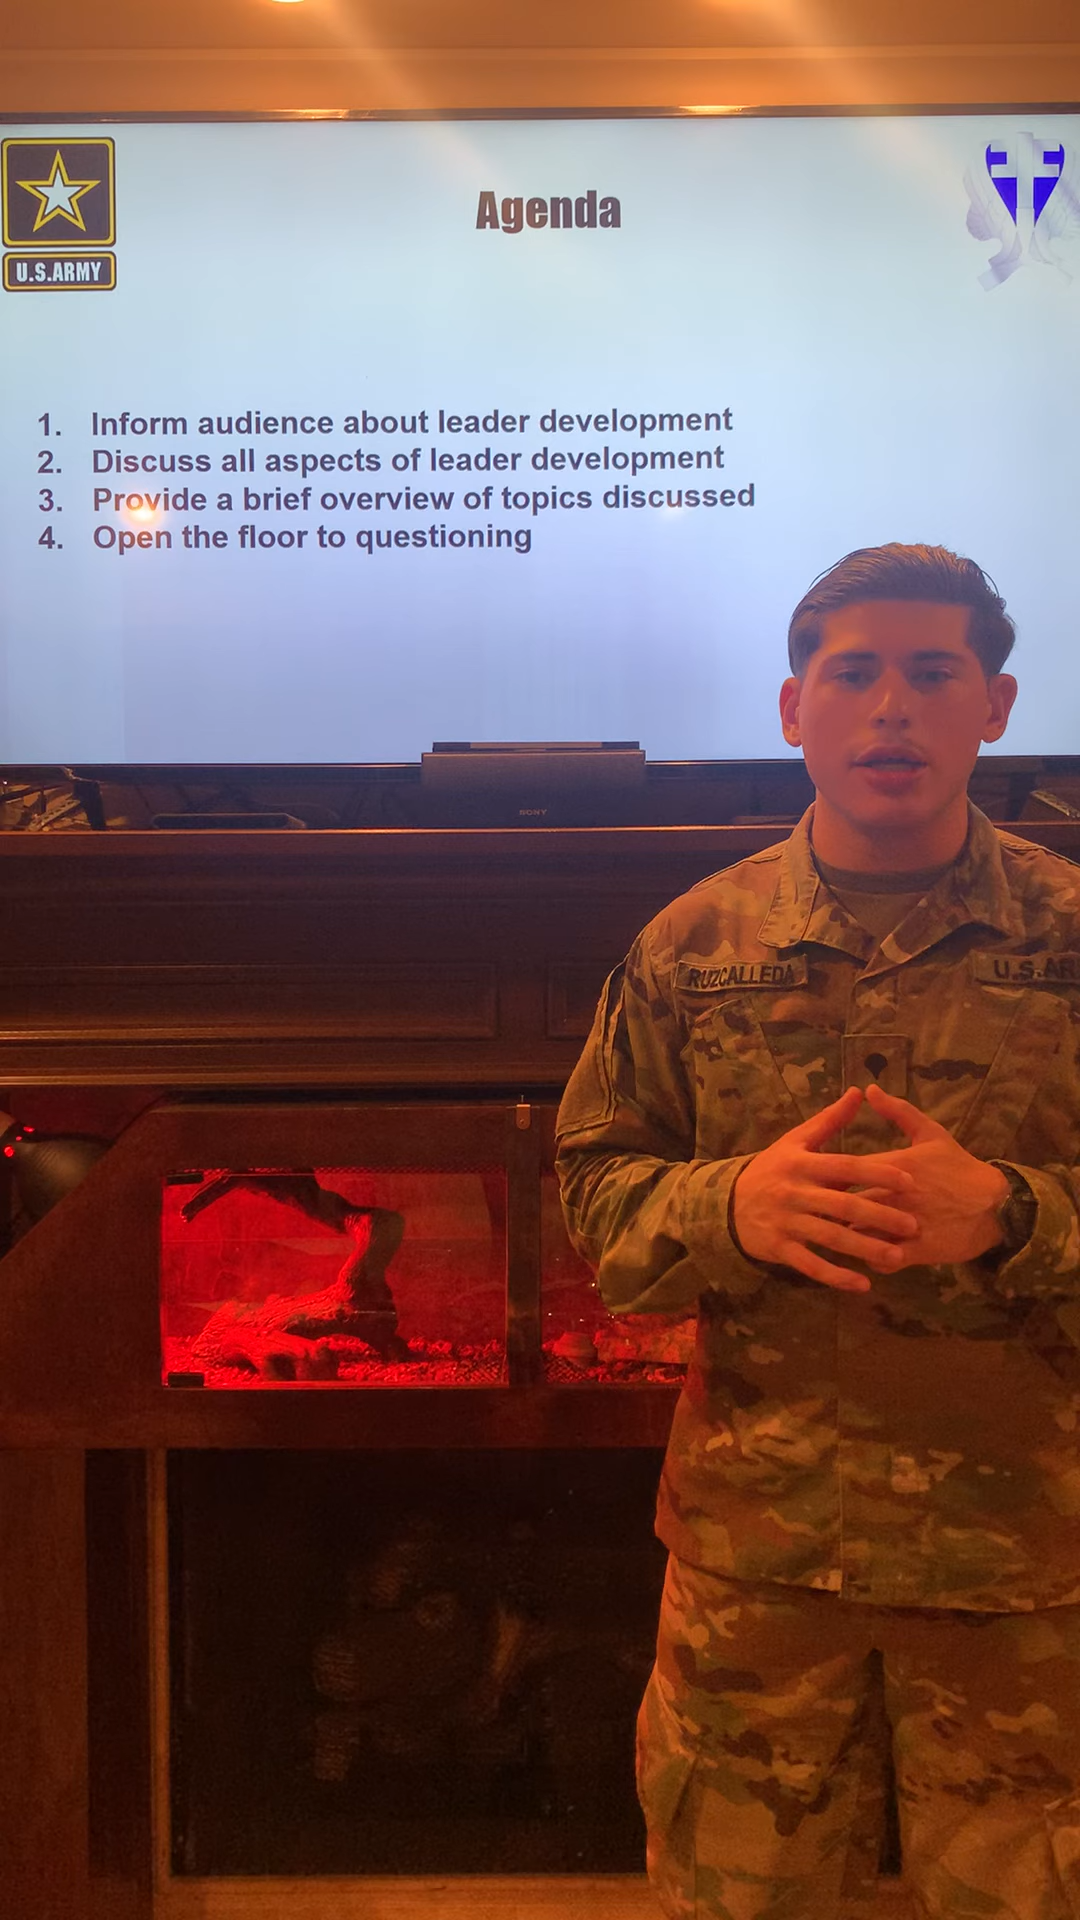 Agenda
U.S.ARMY
1. Inform audience about leader development
2. Discuss all aspects of leader development
3. Provide a brief overview of topics discussed
4. Open the floor to questioning
SONY
RUZCALLEDA
U.S.AR